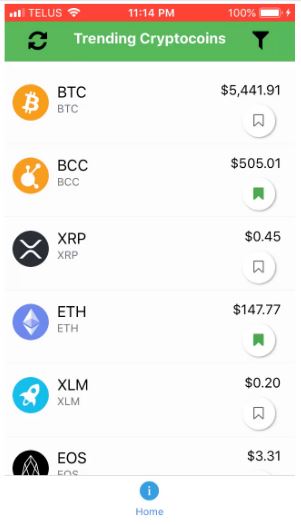 TELUS 11:14 PM 100%
Trending Cryptocoins
BTC $5,441.91
BTC
BCC $505.01
BCC
XRP $0.45
XRP
ETH $147.77
ETH
XLM $0.20
XLM
EOS $3.31
EOS
Home